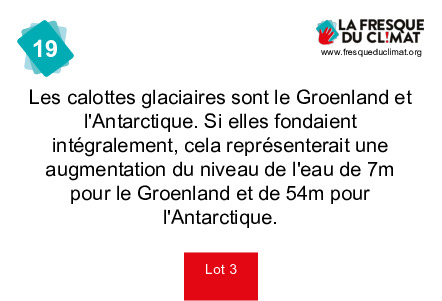 19
LA FRESQUE
DU CL!MAT
www.fresqueduclimat.org
Les calottes glaciaires sont le Groenland et
l'Antarctique. Si elles fondaient
intégralement, cela représenterait une
augmentation du niveau de l'eau de 7m
pour le Groenland et de 54m pour
l'Antarctique.
Lot 3